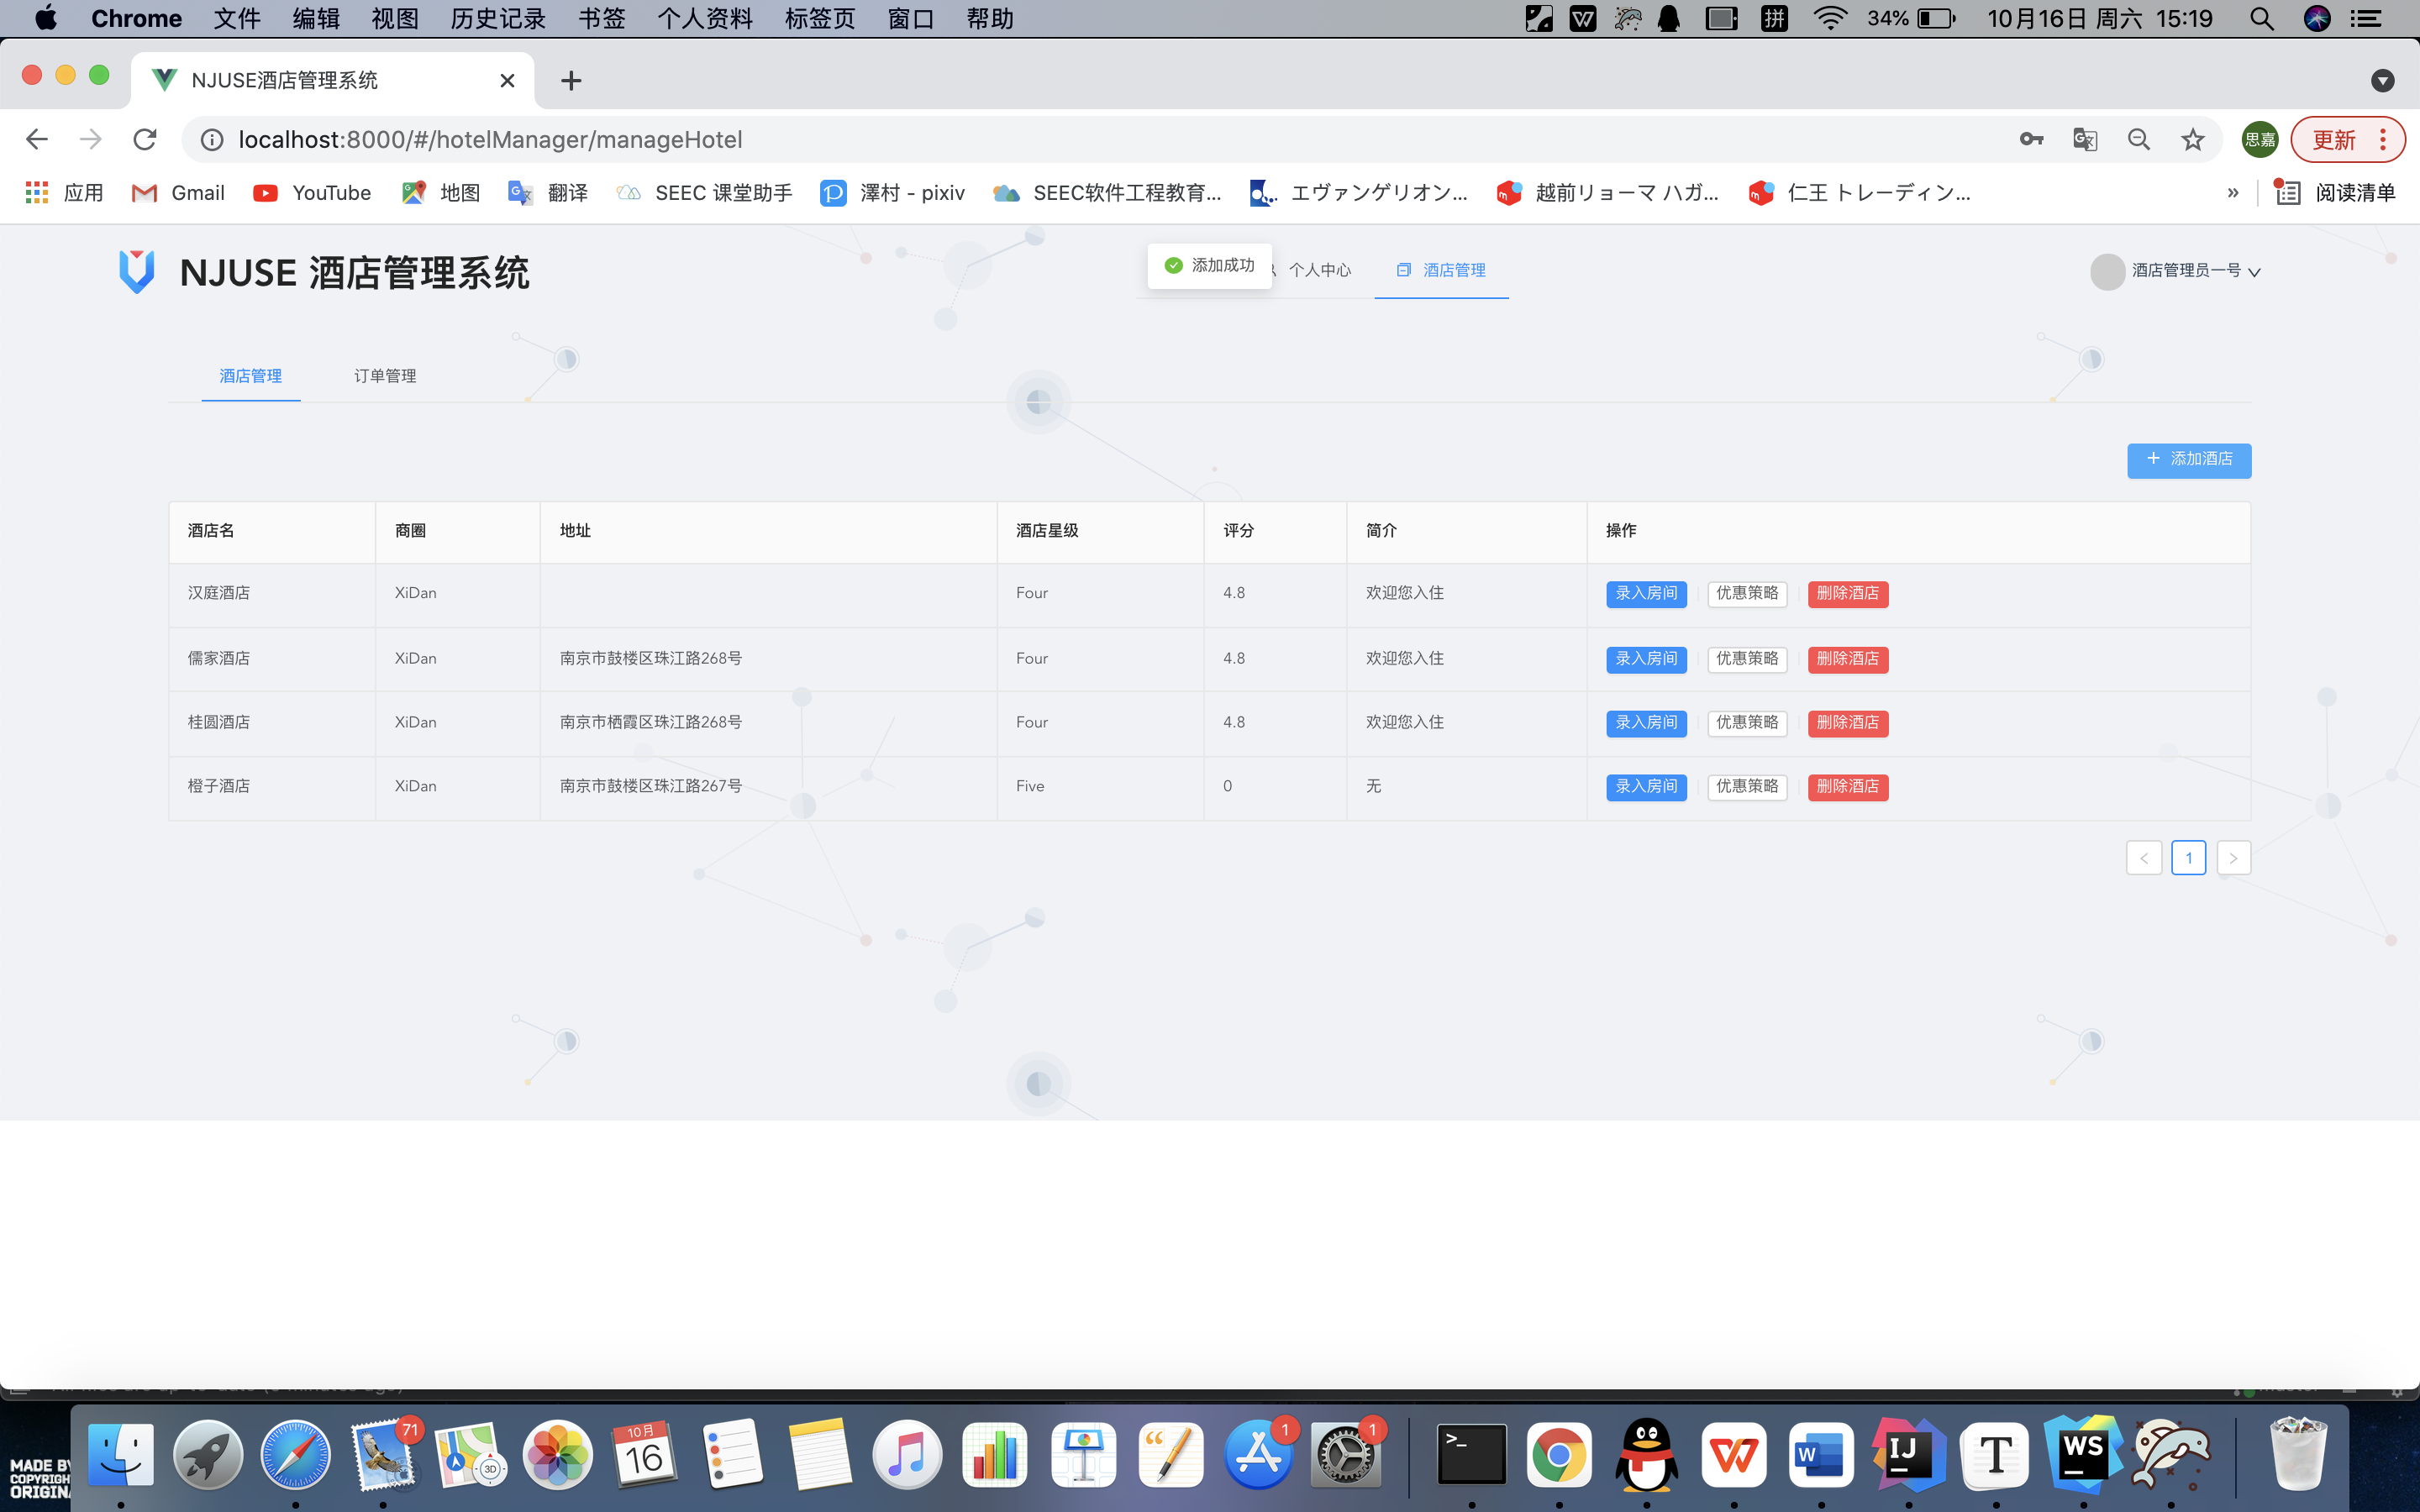 Chrome 文件 编辑 视图 历史记录 书签 个人资料 标签页 窗口 帮助 拼 34% 10月16日 周六 15:19
NJUSE酒店管理系统
localhost:8000/#/hotelManager/manageHotel 思嘉 更新
应用 Gmail YouTube 地图 翻译 SEEC 课堂助手 澤村 - pixiv SEEC软件工程教育... エヴァンゲリオン... 越前リョーマ ハガ... 仁王 トレーディン... » 阅读清单
NJUSE 酒店管理系统 添加成功 个人中心 酒店管理 酒店管理员一号
酒店管理 订单管理
+ 添加酒店
酒店名 商圈 地址 酒店星级 评分 简介 操作
汉庭酒店 XiDan Four 4.8 欢迎您入住 录入房间 优惠策略 删除酒店
儒家酒店 XiDan 南京市鼓楼区珠江路268号 Four 4.8 欢迎您入住 录入房间 优惠策略 删除酒店
桂圆酒店 XiDan 南京市栖霞区珠江路268号 Four 4.8 欢迎您入住 录入房间 优惠策略 删除酒店
橙子酒店 XiDan 南京市鼓楼区珠江路267号 Five 0 无 录入房间 优惠策略 删除酒店
< 1 >
71 3D 10月 16 1 1 >_ W IJ T WS
MADE BY
COPYRIGH
ORIGINA